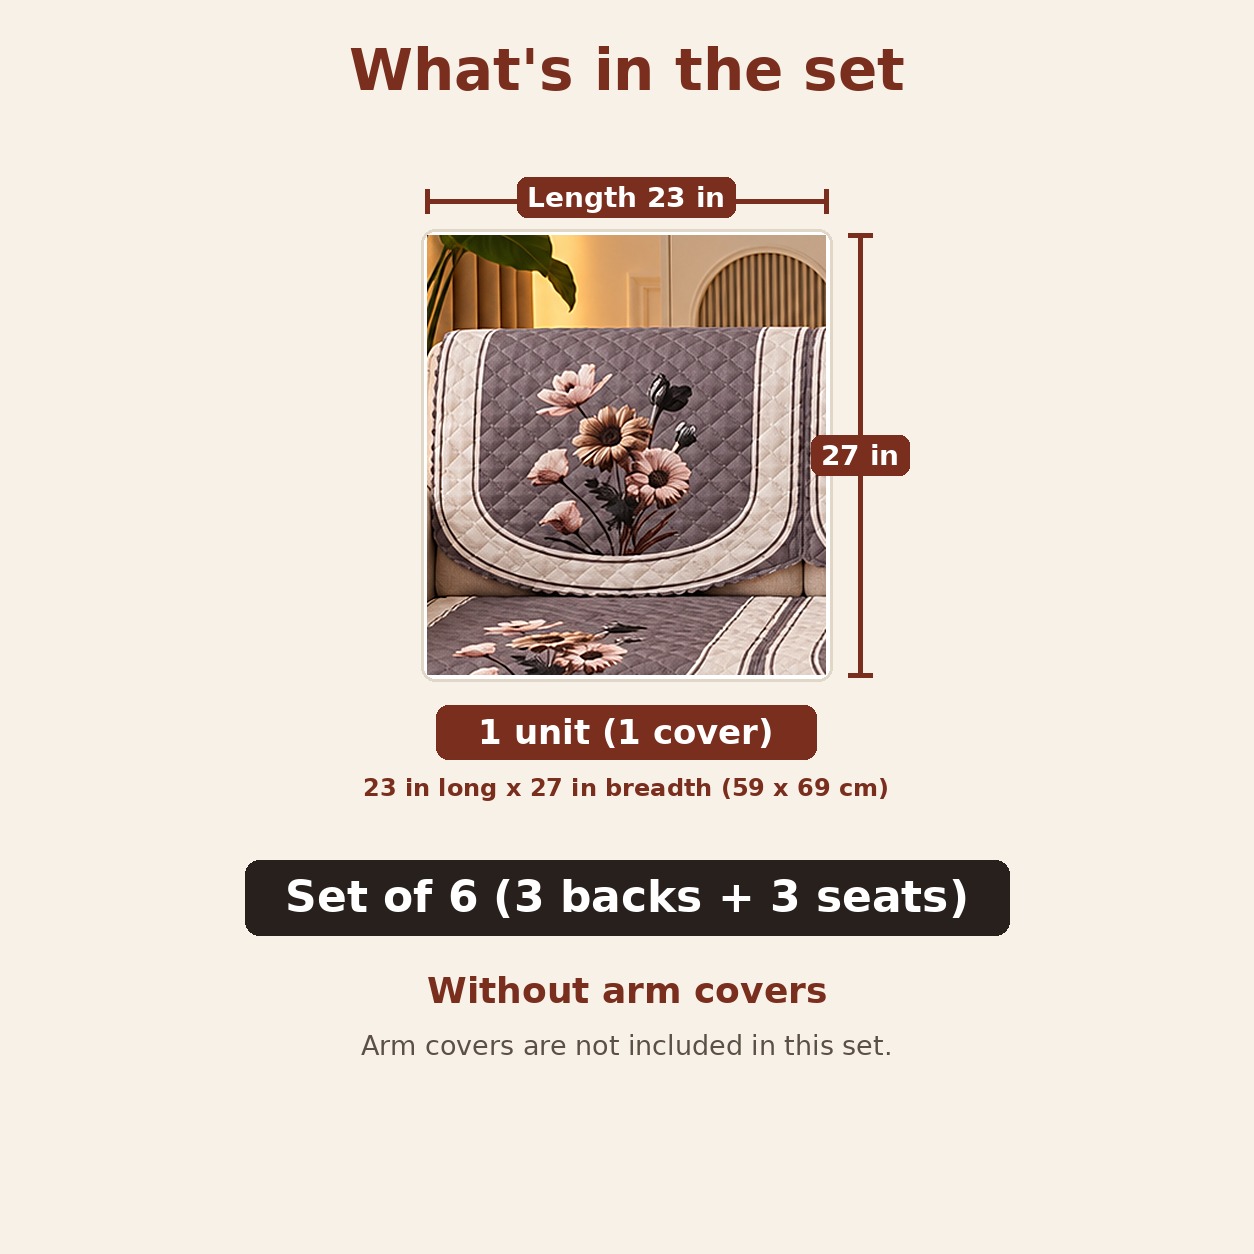 What's in the set
Length 23 in
27 in
1 unit (1 cover)
23 in long x 27 in breadth (59 x 69 cm)
Set of 6 (3 backs + 3 seats)
Without arm covers
Arm covers are not included in this set.